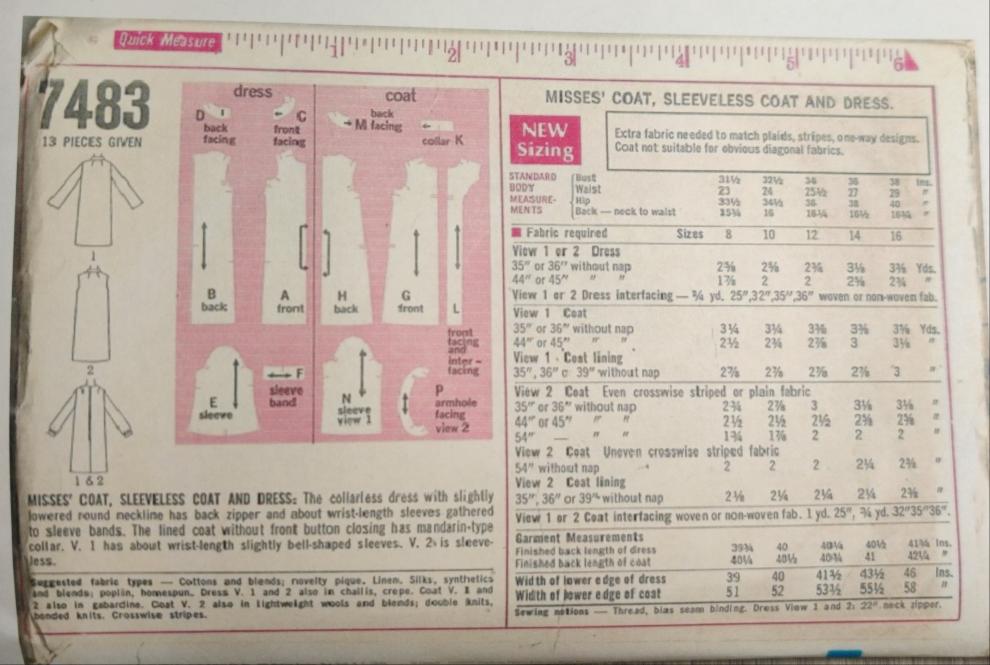 Quick Measure 1 2 3 4 5 6
7483
13 PIECES GIVEN
1
2
1 & 2
dress
coat
D back facing
C front facing
M back facing
collar K
B back
A front
H back
G front
L front facing and inter-facing
E sleeve
F sleeve band
N sleeve view 1
P armhole facing view 2
MISSES' COAT, SLEEVELESS COAT AND DRESS: The collarless dress with slightly
lowered round neckline has back zipper and about wrist-length sleeves gathered
to sleeve bands. The lined coat without front button closing has mandarin-type
collar. V. 1 has about wrist-length slightly bell-shaped sleeves. V. 2 is sleeve-
less.
Suggested fabric types — Cottons and blends; novelty pique. Linen. Silks, synthetics
and blends; poplin, homespun. Dress V. 1 and 2 also in challis, crepe. Coat V. 1 and
2 also in gabardine. Coat V. 2 also in lightweight wools and blends; double knits,
bonded knits. Crosswise stripes.
MISSES' COAT, SLEEVELESS COAT AND DRESS.
NEW
Sizing
Extra fabric needed to match plaids, stripes, one-way designs.
Coat not suitable for obvious diagonal fabrics.
STANDARD BODY MEASURE-MENTS
Bust 31½ 32½ 34 36 38 Ins.
Waist 23 24 25½ 27 29 "
Hip 33½ 34½ 36 38 40 "
Back — neck to waist 15¾ 16 16¼ 16½ 16¾ "
Fabric required Sizes 8 10 12 14 16
View 1 or 2 Dress
35" or 36" without nap 2⅝ 2⅝ 2¾ 3⅛ 3⅜ Yds.
44" or 45" " " 1⅞ 2 2 2⅝ 2¾ "
View 1 or 2 Dress interfacing — ¾ yd. 25",32",35",36" woven or non-woven fab.
View 1 Coat
35" or 36" without nap 3¼ 3¼ 3⅜ 3⅜ 3⅝ Yds.
44" or 45" " " 2½ 2¾ 2⅞ 3 3⅛ "
View 1 Coat lining
35", 36" 39" without nap 2⅞ 2⅞ 2⅞ 2⅞ 3 "
View 2 Coat Even crosswise striped or plain fabric
35" or 36" without nap 2¾ 2⅞ 3 3⅛ 3⅛ "
44" or 45" " " 2½ 2½ 2½ 2⅝ 2⅝ "
54" — " " 1¾ 1⅞ 2 2 2 "
View 2 Coat Uneven crosswise striped fabric
54" without nap 2 2 2 2¼ 2⅜ "
View 2 Coat lining
35", 36" or 39" without nap 2⅛ 2¼ 2¼ 2¼ 2⅜ "
View 1 or 2 Coat interfacing woven or non-woven fab. 1 yd. 25", ¾ yd. 32"35"36".
Garment Measurements
Finished back length of dress 39¾ 40 40¼ 40½ 41¾ Ins.
Finished back length of coat 40¼ 40½ 40¾ 41 42¼ "
Width of lower edge of dress 39 40 41½ 43½ 46 Ins.
Width of lower edge of coat 51 52 53½ 55½ 58 "
Sewing notions — Thread, bias seam binding. Dress View 1 and 2: 22" neck zipper.